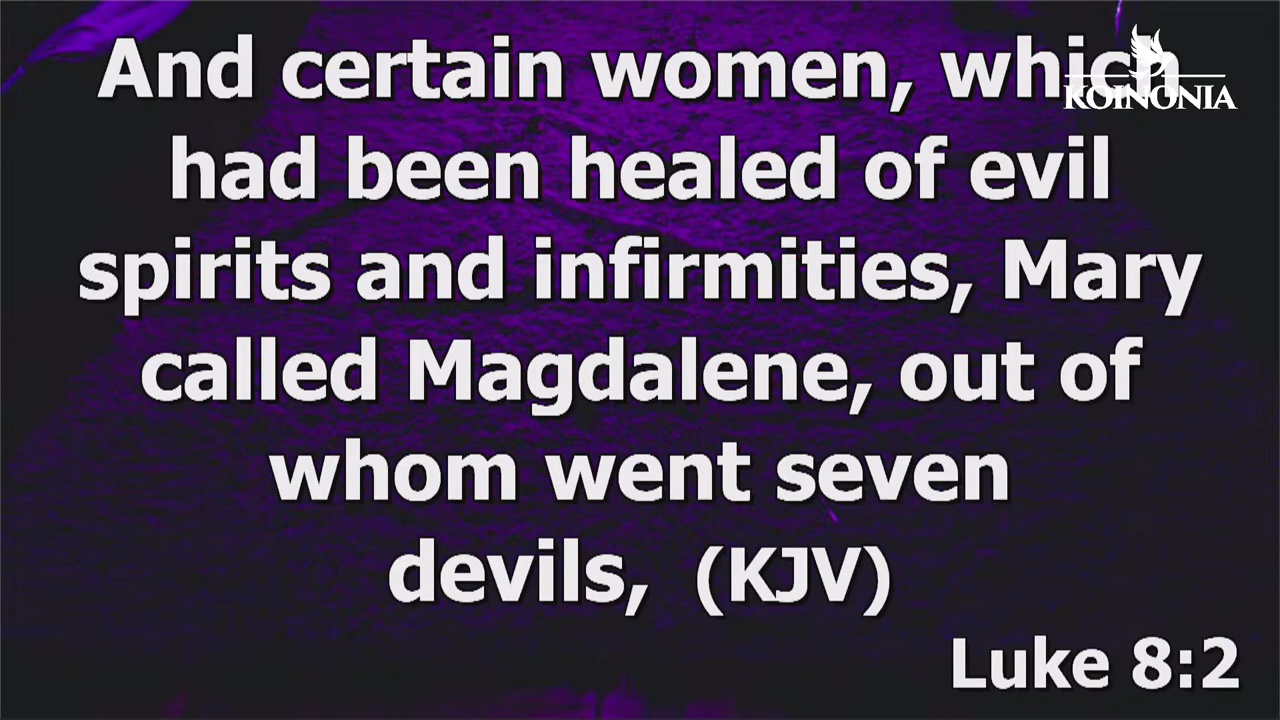 And certain women, which
KOINONIA
had been healed of evil
spirits and infirmities, Mary
called Magdalene, out of
whom went seven
devils, (KJV)
Luke 8:2